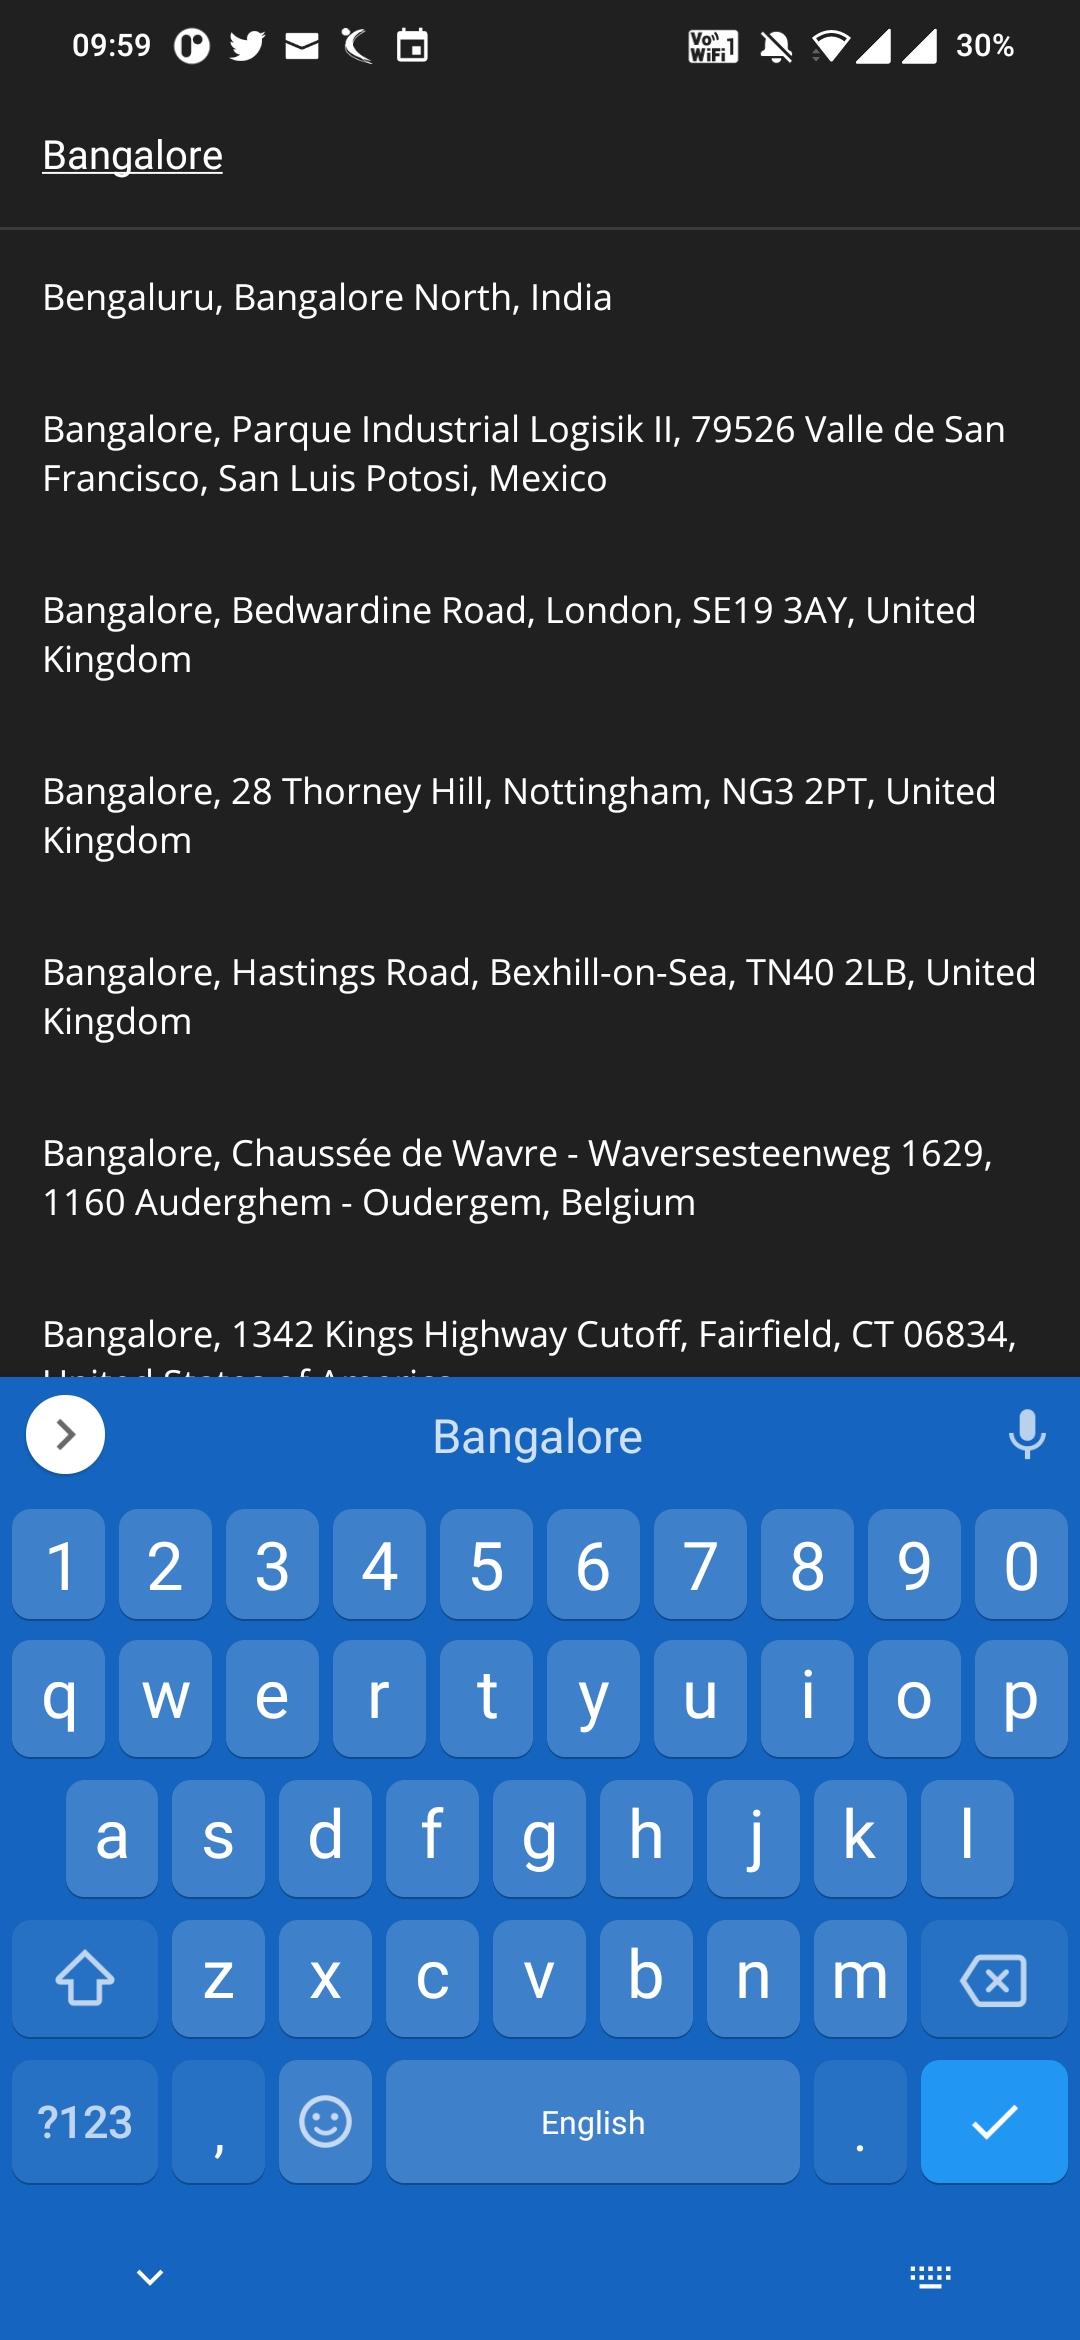 09:59
Vo)) WiFi 1
30%
Bangalore
Bengaluru, Bangalore North, India
Bangalore, Parque Industrial Logisik II, 79526 Valle de San
Francisco, San Luis Potosi, Mexico
Bangalore, Bedwardine Road, London, SE19 3AY, United
Kingdom
Bangalore, 28 Thorney Hill, Nottingham, NG3 2PT, United
Kingdom
Bangalore, Hastings Road, Bexhill-on-Sea, TN40 2LB, United
Kingdom
Bangalore, Chaussée de Wavre - Waversesteenweg 1629,
1160 Auderghem - Oudergem, Belgium
Bangalore, 1342 Kings Highway Cutoff, Fairfield, CT 06834,
United States of America
Bangalore
1 2 3 4 5 6 7 8 9 0
q w e r t y u i o p
a s d f g h j k l
z x c v b n m
?123 , English .